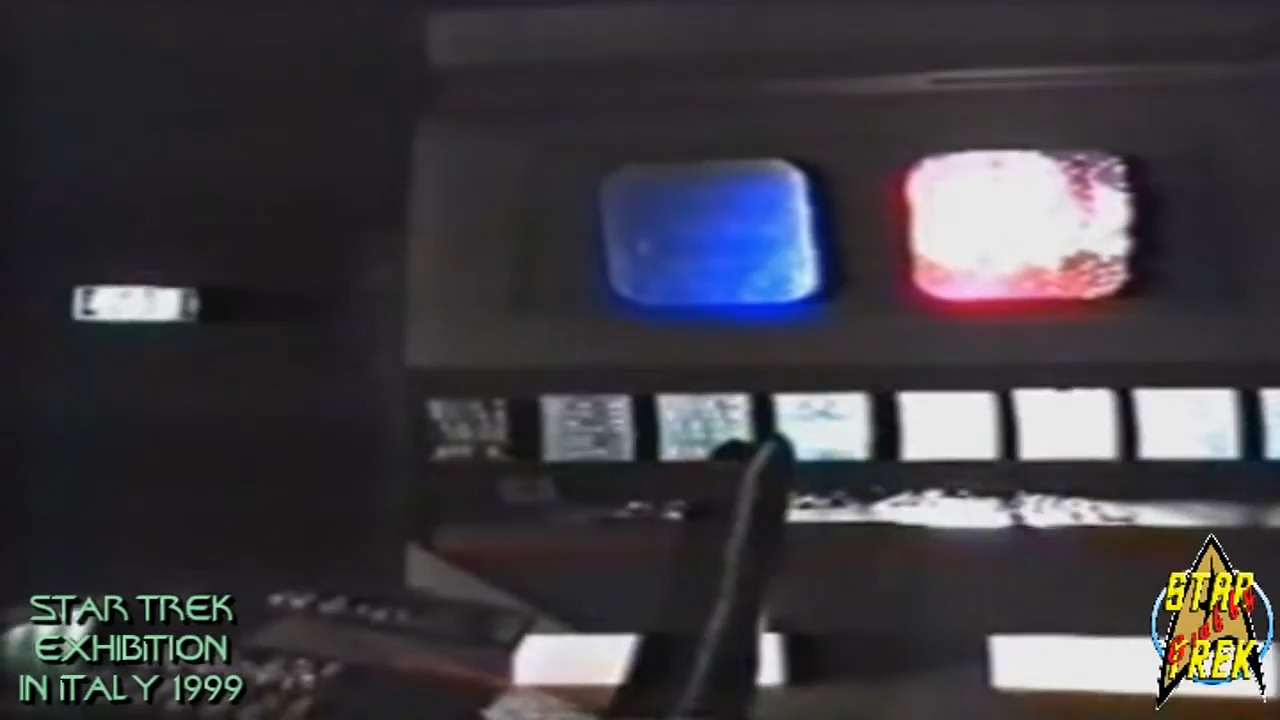 STAR TREK
EXHIBITION
IN ITALY 1999
STAR
TREK